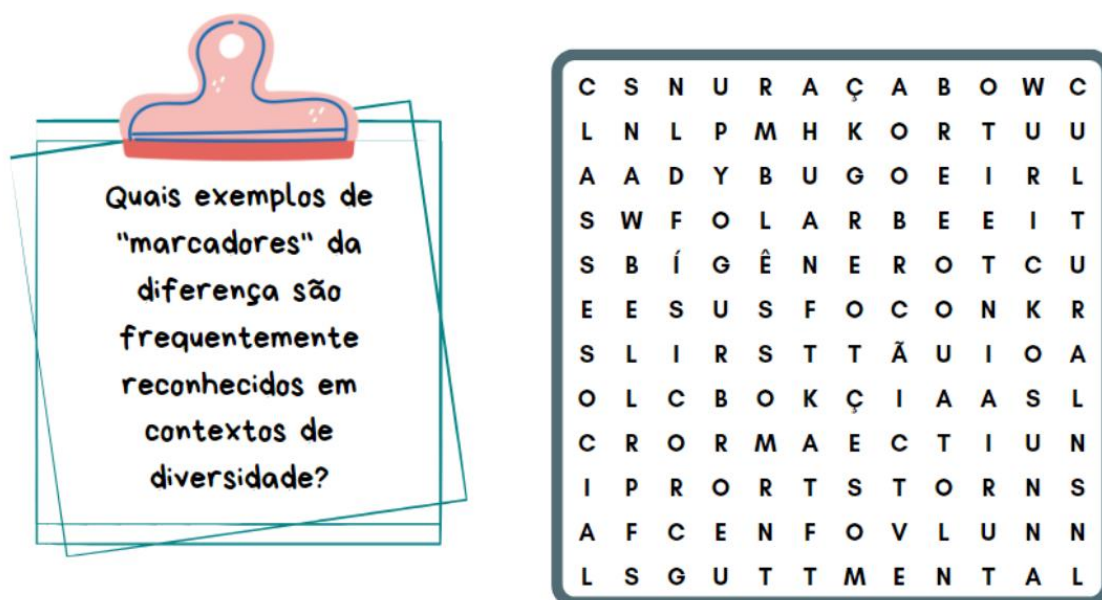 Quais exemplos de
"marcadores" da
diferença são
frequentemente
reconhecidos em
contextos de
diversidade?
C S N U R A Ç A B O W C
L N L P M H K O R T U U
A A D Y B U G O E I R L
S W F O L A R B E E I T
S B Í G Ê N E R O T C U
E E S U S F O C O N K R
S L I R S T T Ã U I O A
O L C B O K Ç I A A S L
C R O R M A E C T I U N
I P R O R T S T O R N S
A F C E N F O V L U N N
L S G U T T M E N T A L